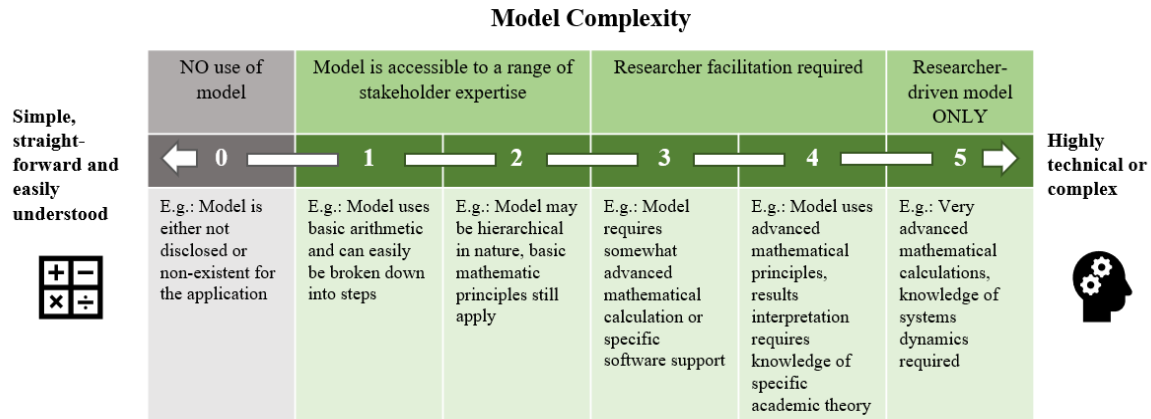 Model Complexity
NO use of
model
Model is accessible to a range of
stakeholder expertise
Researcher facilitation required
Researcher-
driven model
ONLY
Simple,
straight-
forward and
easily
understood
0
1
2
3
4
5
Highly
technical or
complex
E.g.: Model is
either not
disclosed or
non-existent for
the application
E.g.: Model uses
basic arithmetic
and can easily
be broken down
into steps
E.g.: Model may
be hierarchical
in nature, basic
mathematic
principles still
apply
E.g.: Model
requires
somewhat
advanced
mathematical
calculation or
specific
software support
E.g.: Model uses
advanced
mathematical
principles,
results
interpretation
requires
knowledge of
specific
academic theory
E.g.: Very
advanced
mathematical
calculations,
knowledge of
systems
dynamics
required